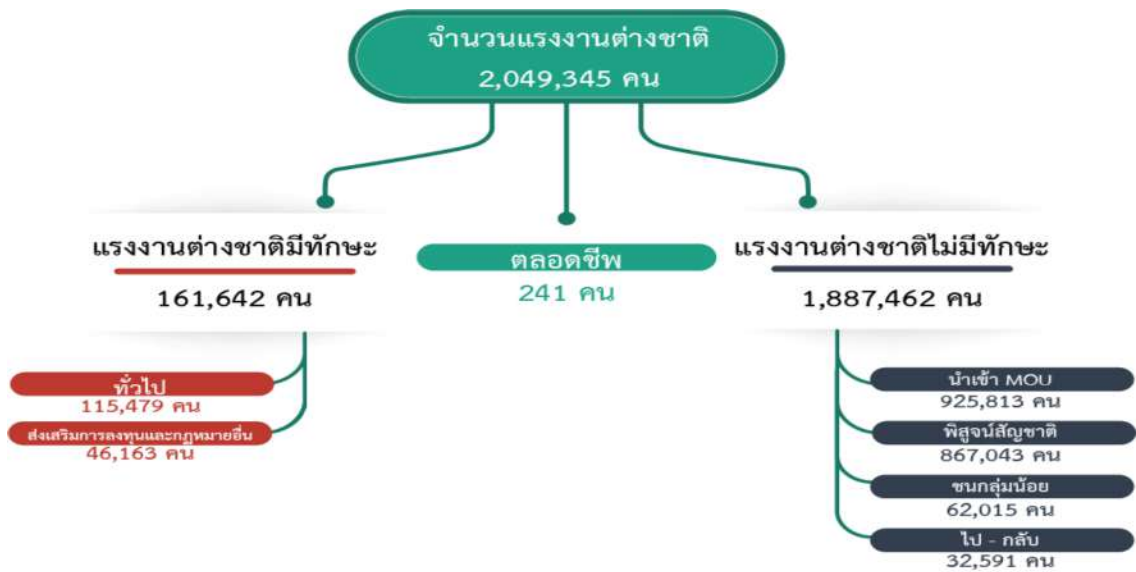 จำนวนแรงงานต่างชาติ
2,049,345 คน
แรงงานต่างชาติมีทักษะ
161,642 คน
ทั่วไป
115,479 คน
ส่งเสริมการลงทุนและกฎหมายอื่น
46,163 คน
ตลอดชีพ
241 คน
แรงงานต่างชาติไม่มีทักษะ
1,887,462 คน
นำเข้า MOU
925,813 คน
พิสูจน์สัญชาติ
867,043 คน
ชนกลุ่มน้อย
62,015 คน
ไป - กลับ
32,591 คน